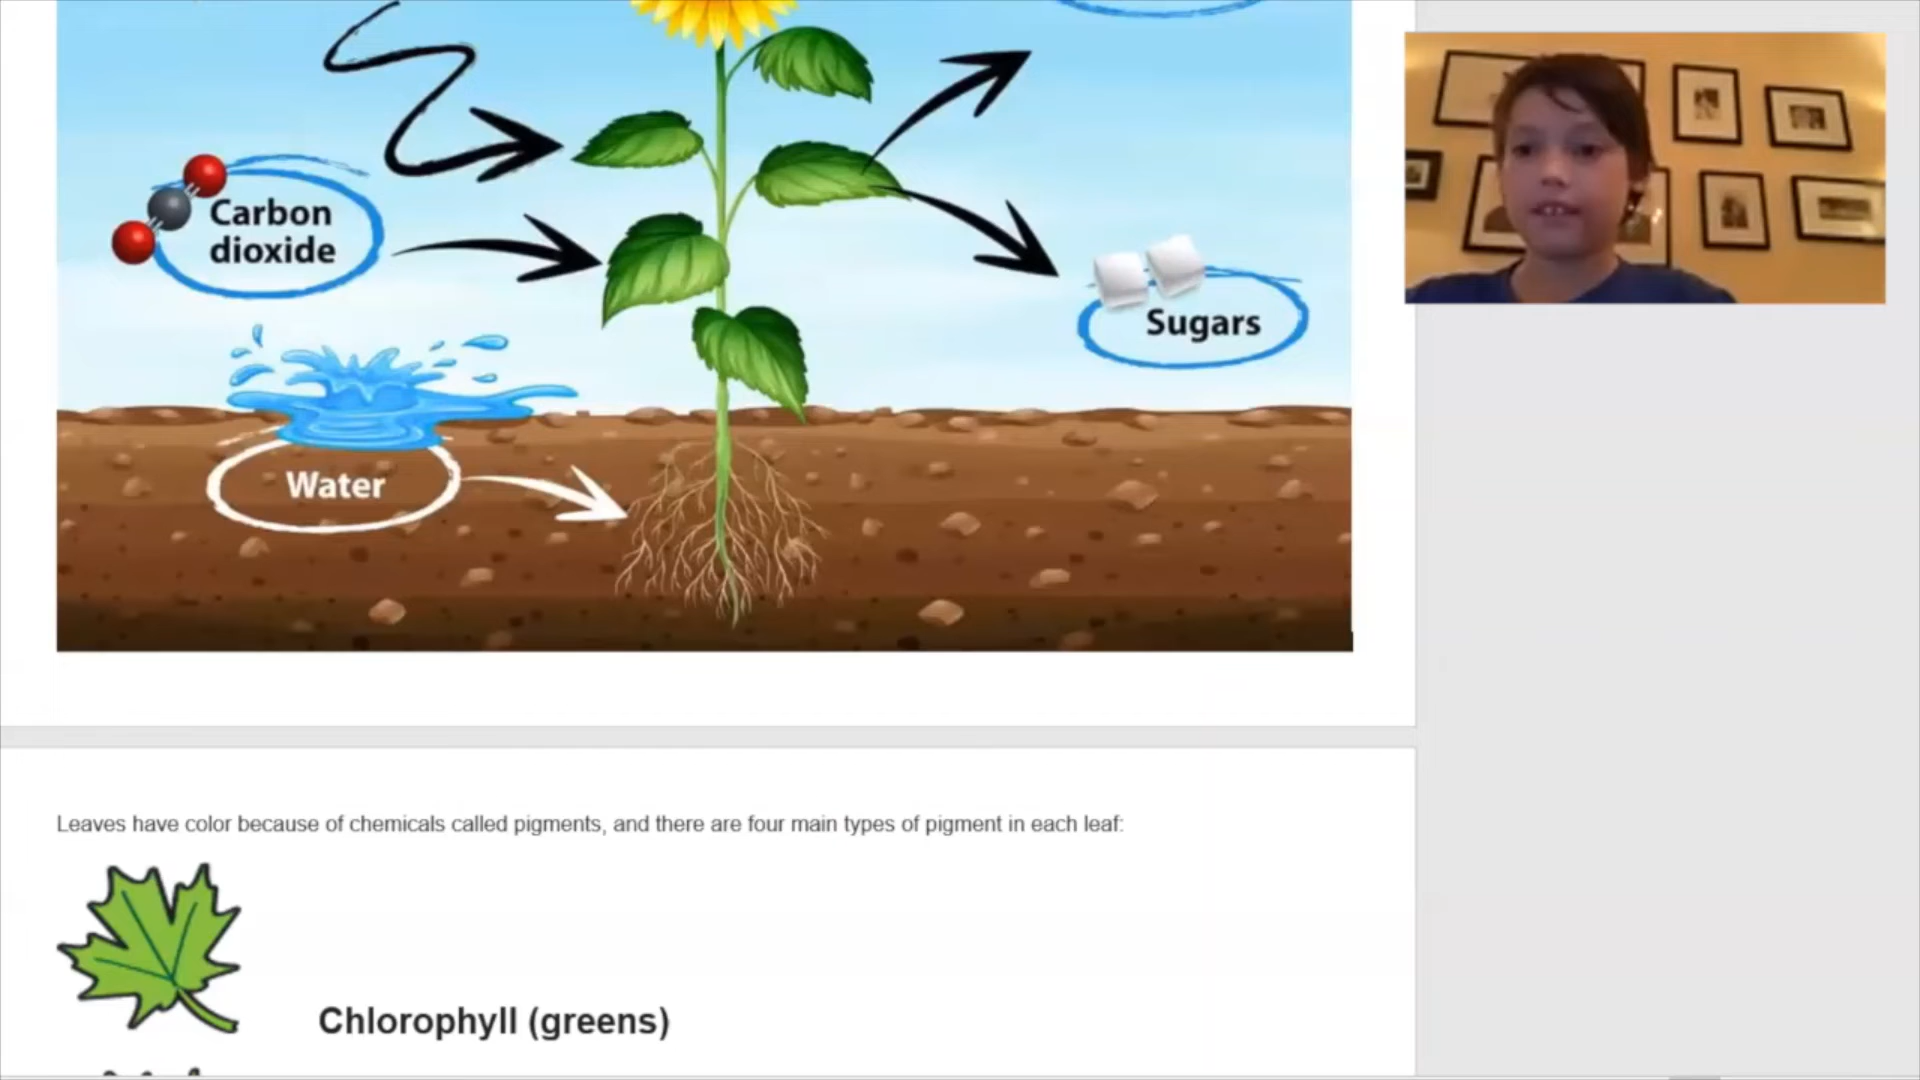 Carbon
dioxide
Sugars
Water
Leaves have color because of chemicals called pigments, and there are four main types of pigment in each leaf:
Chlorophyll (greens)